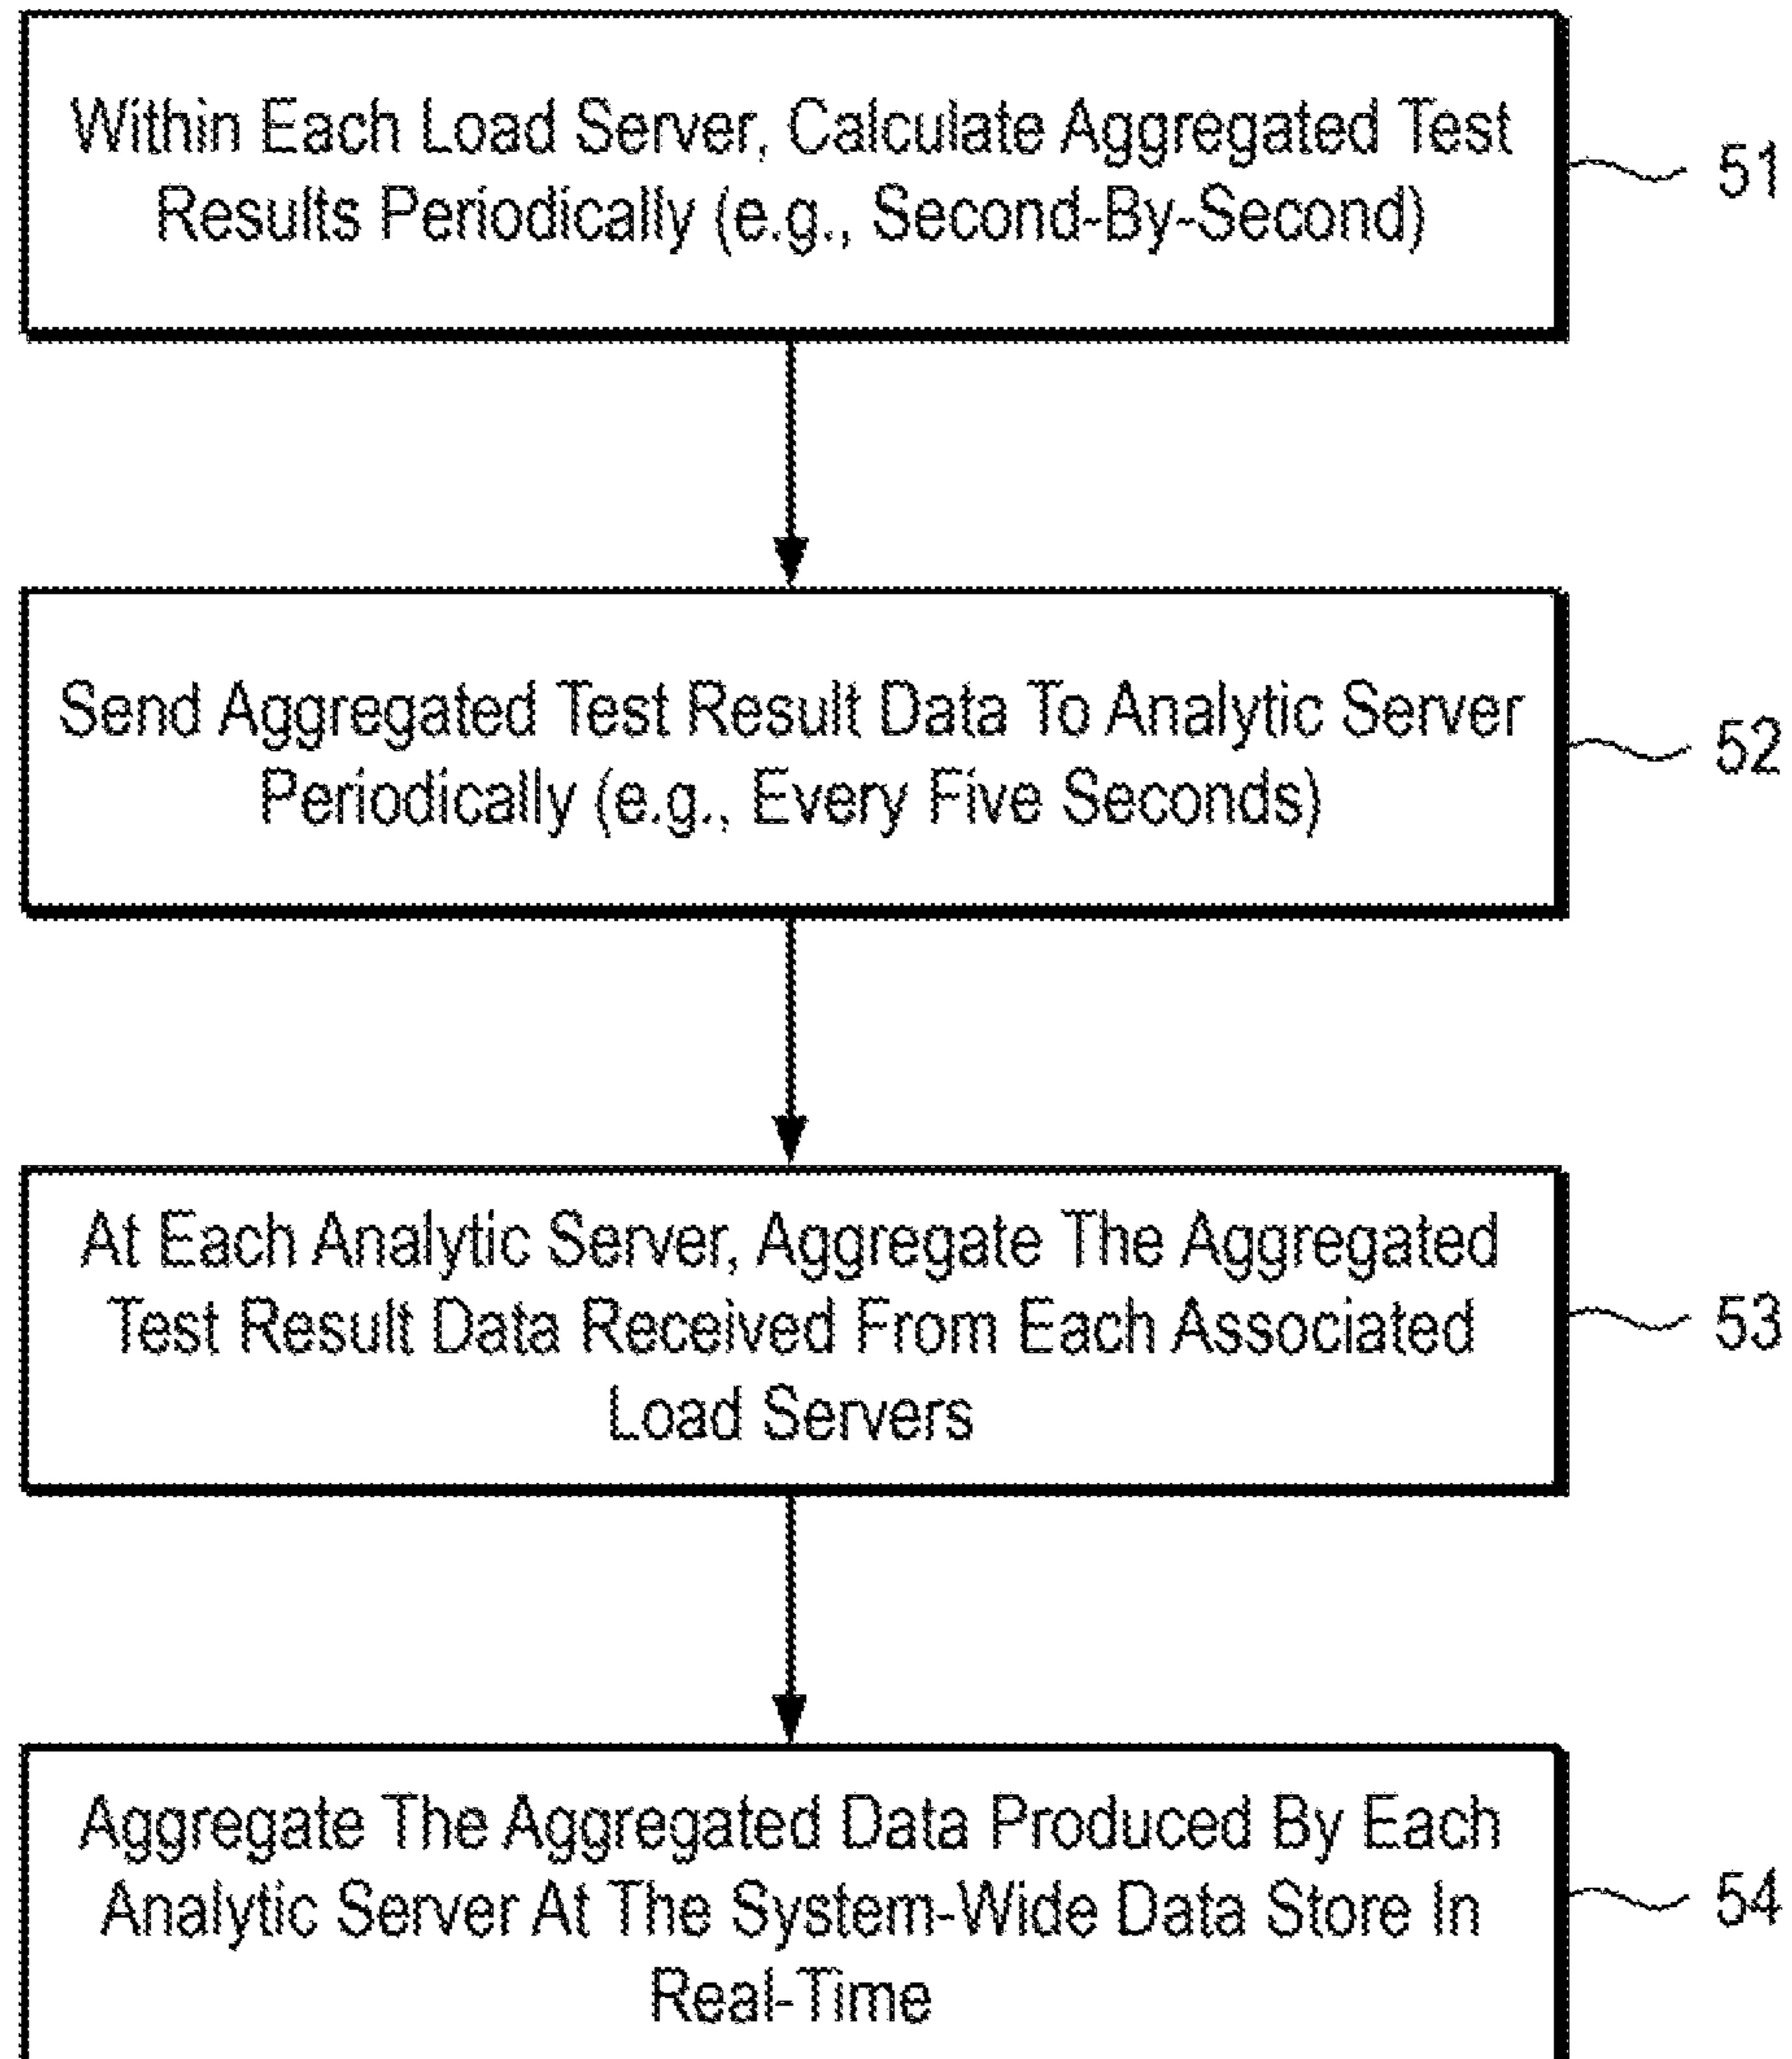 Within Each Load Server, Calculate Aggregated Test
Results Periodically (e.g., Second-By-Second)
51
Send Aggregated Test Result Data To Analytic Server
Periodically (e.g., Every Five Seconds)
52
At Each Analytic Server, Aggregate The Aggregated
Test Result Data Received From Each Associated
Load Servers
53
Aggregate The Aggregated Data Produced By Each
Analytic Server At The System-Wide Data Store In
Real-Time
54